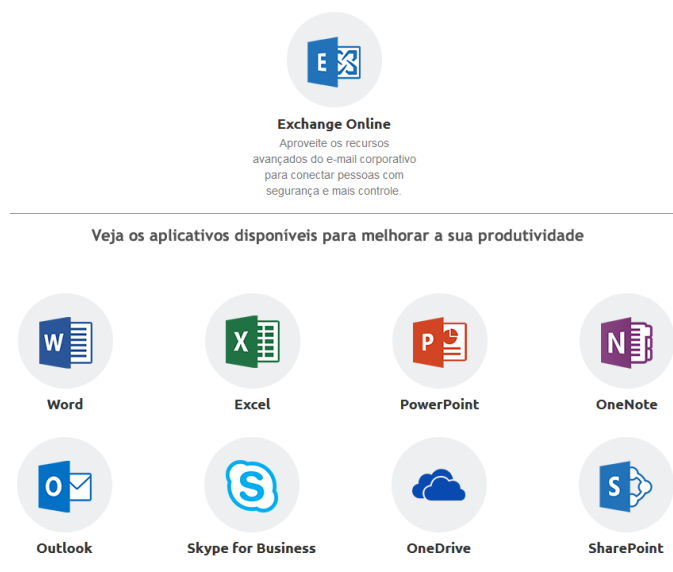 E
Exchange Online
Aproveite os recursos
avançados do e-mail corporativo
para conectar pessoas com
segurança e mais controle.
Veja os aplicativos disponíveis para melhorar a sua produtividade
W X P N
Word Excel PowerPoint OneNote
O S S
Outlook Skype for Business OneDrive SharePoint